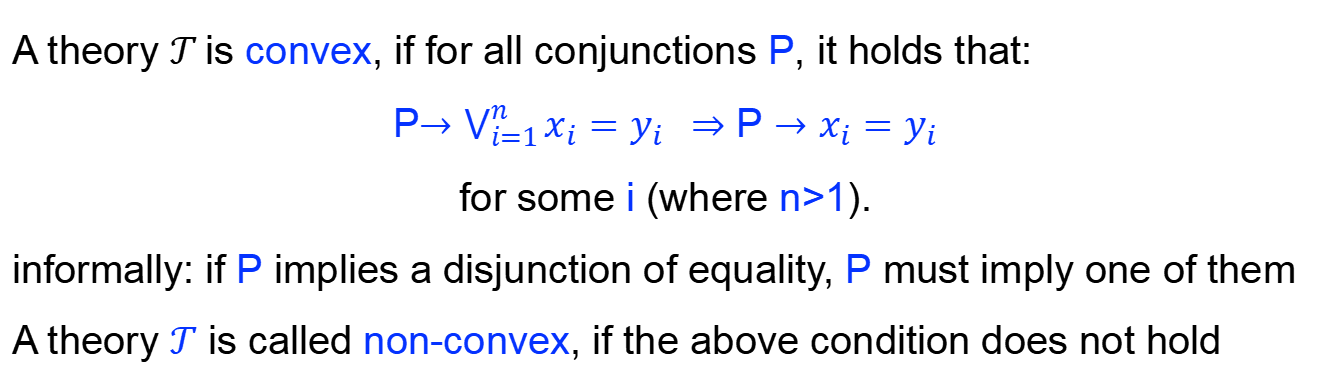 A theory 𝒯 is convex, if for all conjunctions P, it holds that:
P→ ⋁ⁿᵢ₌₁ xᵢ = yᵢ ⇒ P → xᵢ = yᵢ
for some i (where n>1).
informally: if P implies a disjunction of equality, P must imply one of them
A theory 𝒯 is called non-convex, if the above condition does not hold